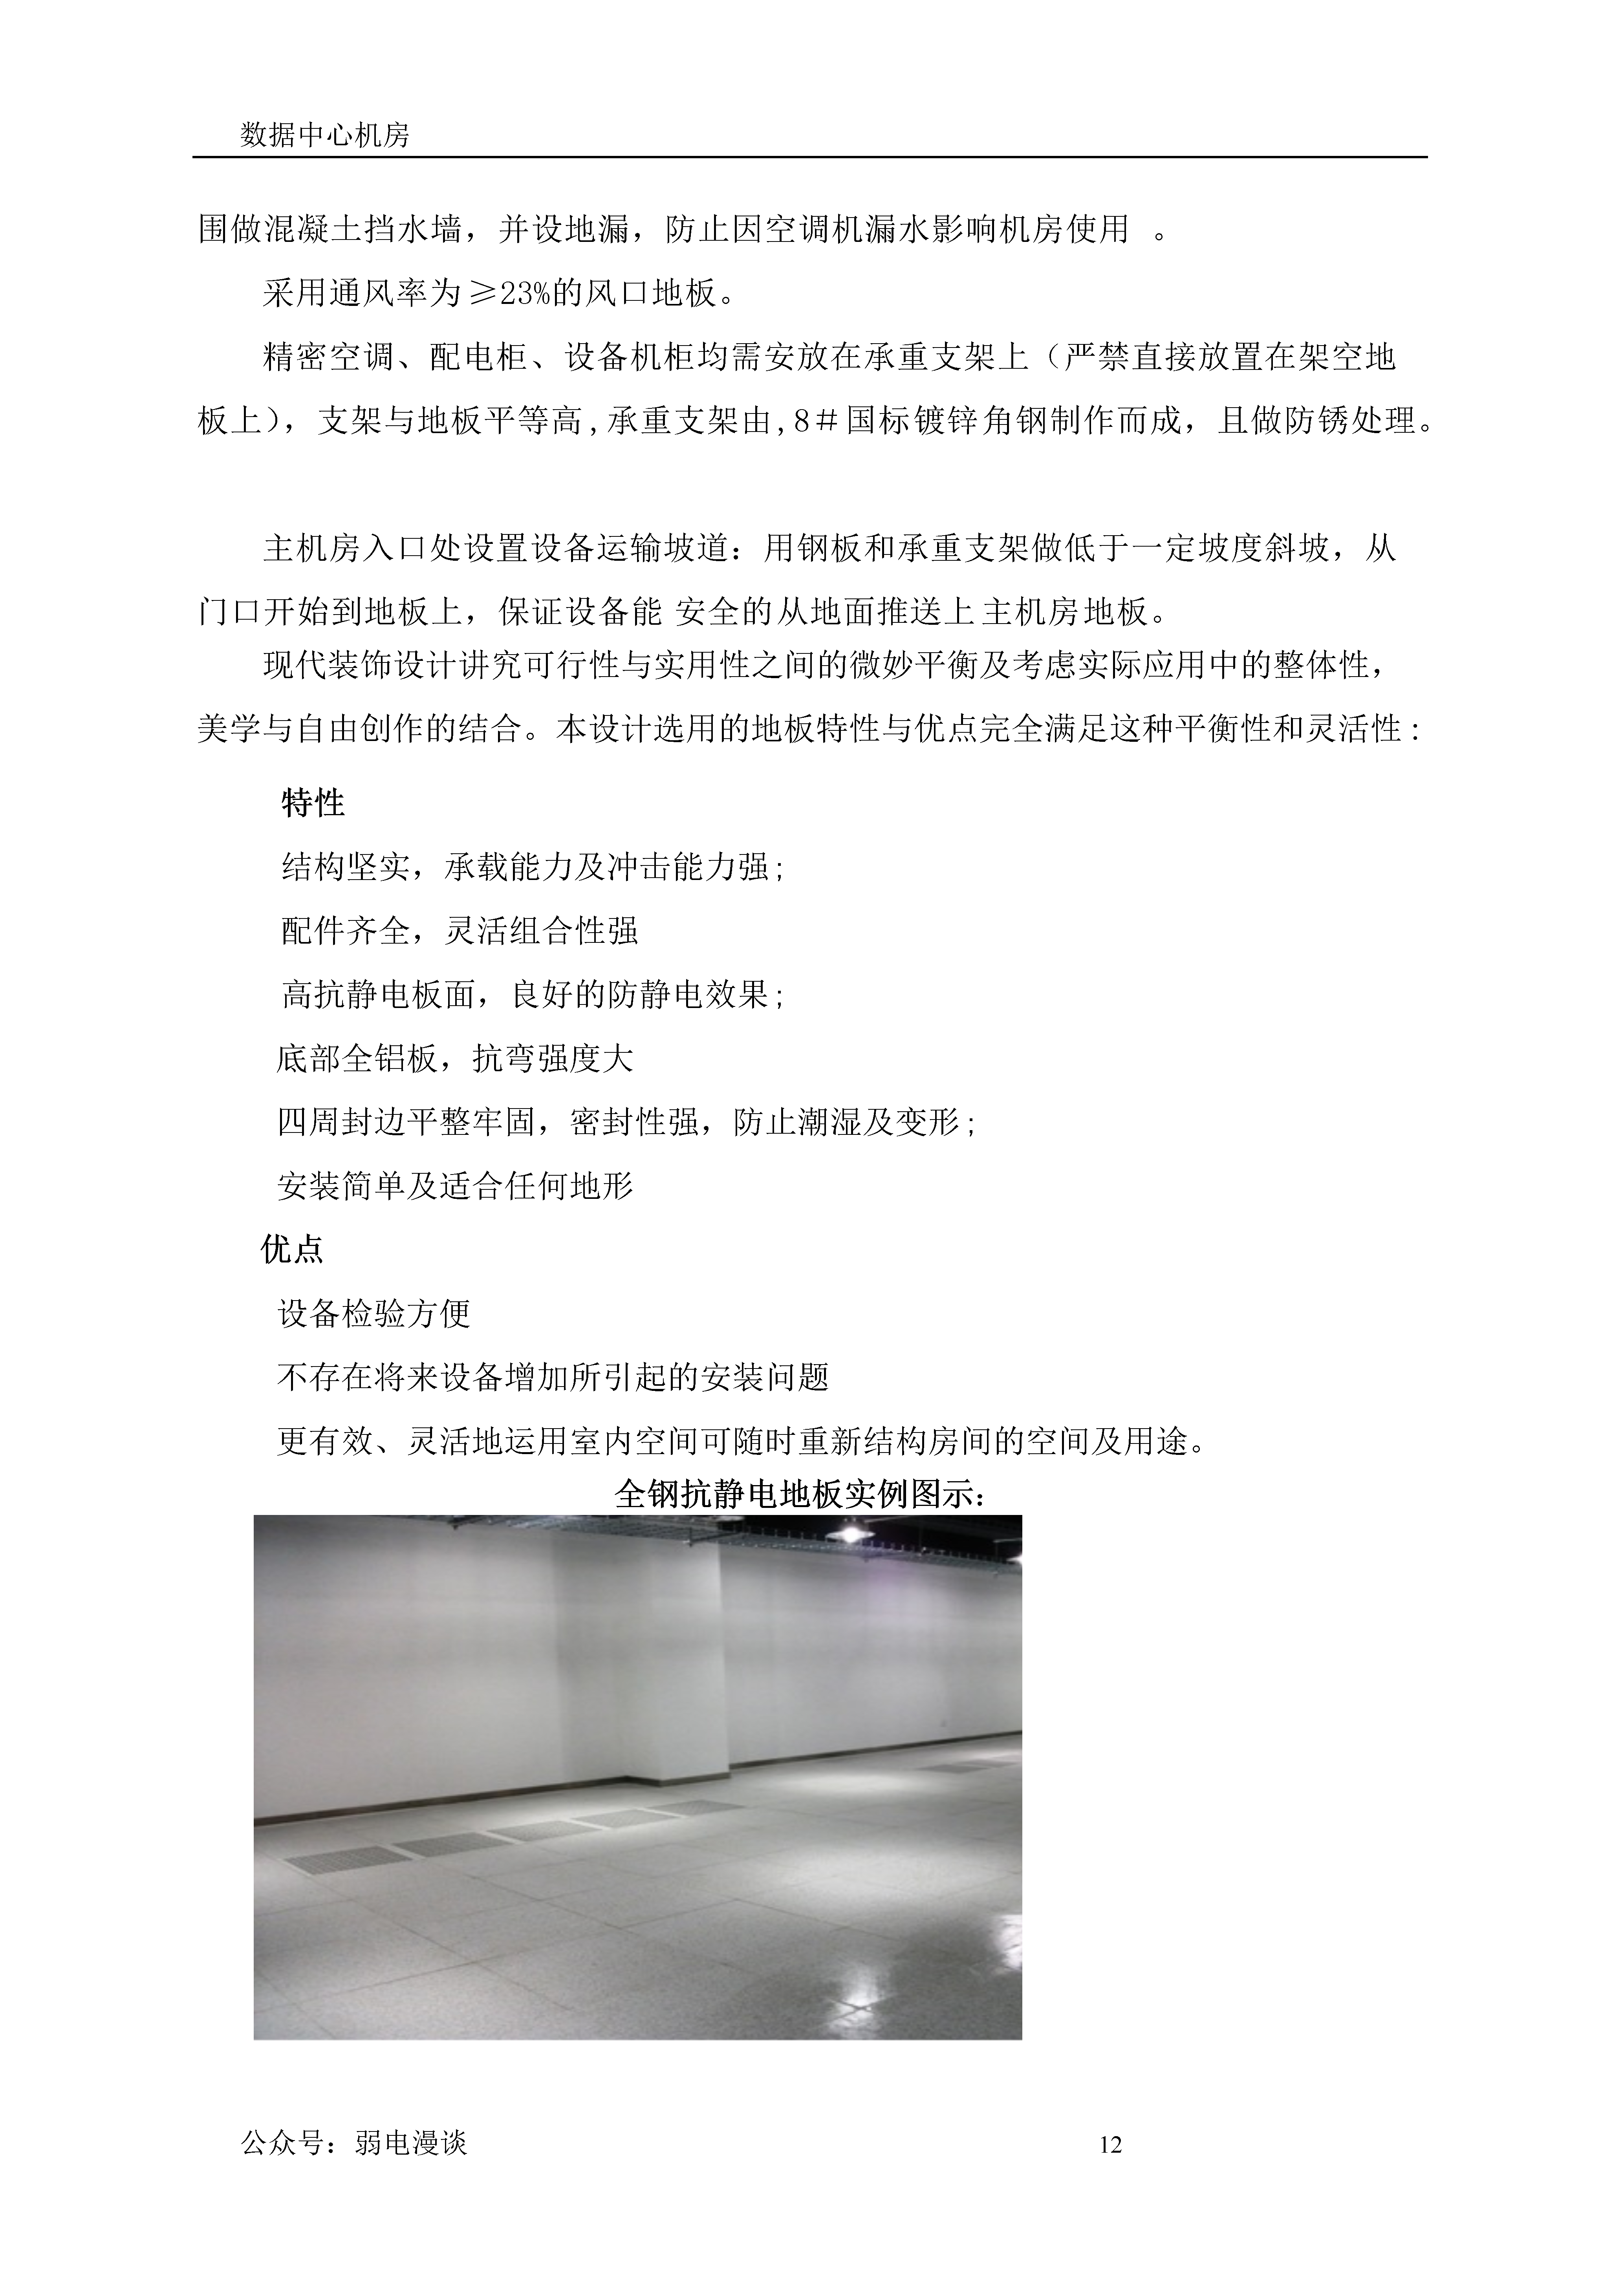 数据中心机房
围做混凝土挡水墙，并设地漏，防止因空调机漏水影响机房使用 。
采用通风率为≥23%的风口地板。
精密空调、配电柜、设备机柜均需安放在承重支架上（严禁直接放置在架空地
板上），支架与地板平等高,承重支架由,8＃国标镀锌角钢制作而成，且做防锈处理。
主机房入口处设置设备运输坡道：用钢板和承重支架做低于一定坡度斜坡，从
门口开始到地板上，保证设备能 安全的从地面推送上主机房地板。
现代装饰设计讲究可行性与实用性之间的微妙平衡及考虑实际应用中的整体性，
美学与自由创作的结合。本设计选用的地板特性与优点完全满足这种平衡性和灵活性：
特性
结构坚实，承载能力及冲击能力强；
配件齐全，灵活组合性强
高抗静电板面，良好的防静电效果；
底部全铝板，抗弯强度大
四周封边平整牢固，密封性强，防止潮湿及变形；
安装简单及适合任何地形
优点
设备检验方便
不存在将来设备增加所引起的安装问题
更有效、灵活地运用室内空间可随时重新结构房间的空间及用途。
全钢抗静电地板实例图示：
公众号：弱电漫谈 12